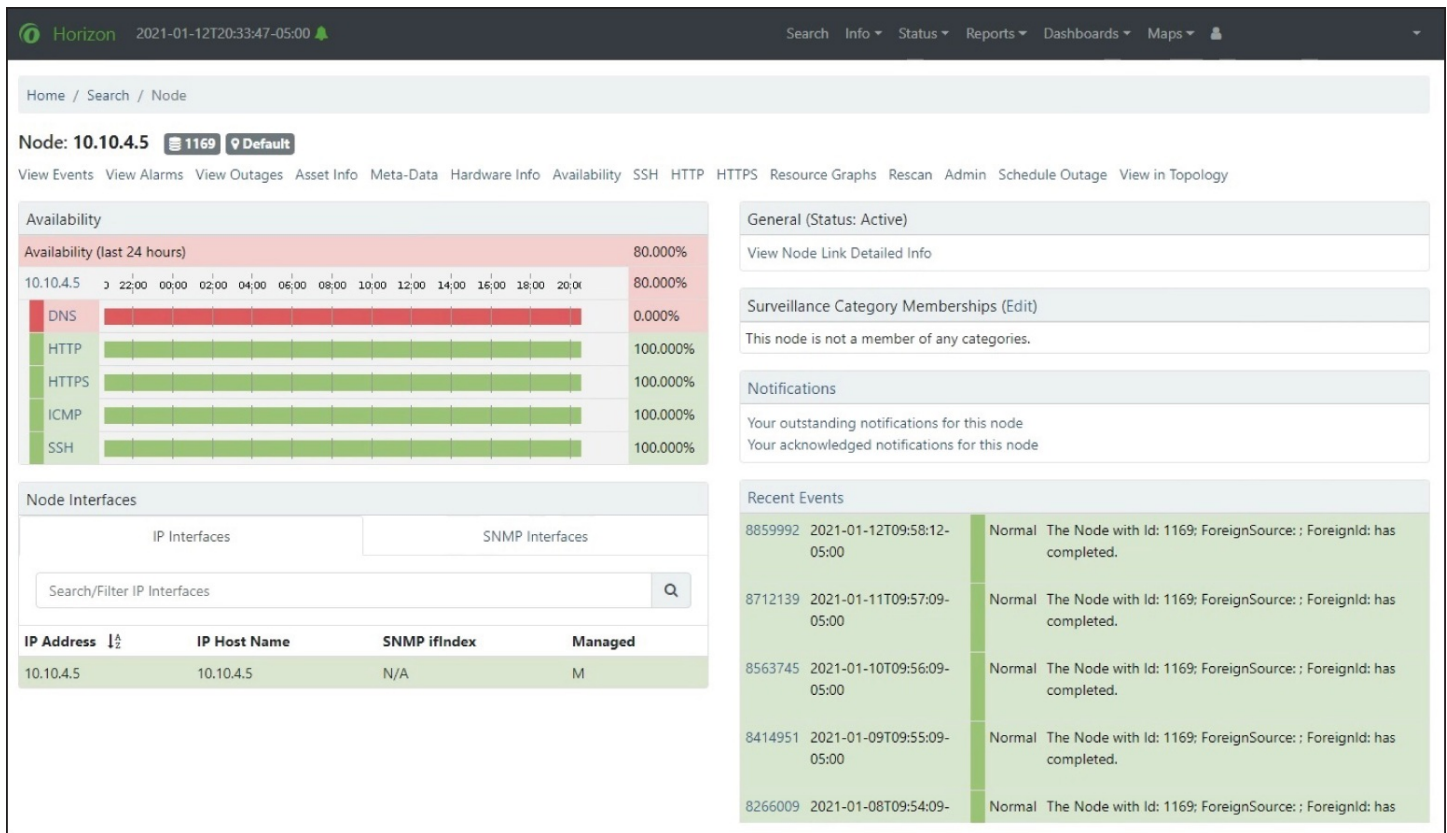 Horizon 2021-01-12T20:33:47-05:00 Search Info Status Reports Dashboards Maps
Home / Search / Node
Node: 10.10.4.5 1169 Default
View Events View Alarms View Outages Asset Info Meta-Data Hardware Info Availability SSH HTTP HTTPS Resource Graphs Rescan Admin Schedule Outage View in Topology
Availability
Availability (last 24 hours) 80.000%
10.10.4.5 22:00 00:00 02:00 04:00 06:00 08:00 10:00 12:00 14:00 16:00 18:00 20:0 80.000%
DNS 0.000%
HTTP 100.000%
HTTPS 100.000%
ICMP 100.000%
SSH 100.000%
Node Interfaces
IP Interfaces SNMP Interfaces
Search/Filter IP Interfaces
IP Address IP Host Name SNMP ifIndex Managed
10.10.4.5 10.10.4.5 N/A M
General (Status: Active)
View Node Link Detailed Info
Surveillance Category Memberships (Edit)
This node is not a member of any categories.
Notifications
Your outstanding notifications for this node
Your acknowledged notifications for this node
Recent Events
8859992 2021-01-12T09:58:12- Normal The Node with Id: 1169; ForeignSource: ; ForeignId: has
05:00 completed.
8712139 2021-01-11T09:57:09- Normal The Node with Id: 1169; ForeignSource: ; ForeignId: has
05:00 completed.
8563745 2021-01-10T09:56:09- Normal The Node with Id: 1169; ForeignSource: ; ForeignId: has
05:00 completed.
8414951 2021-01-09T09:55:09- Normal The Node with Id: 1169; ForeignSource: ; ForeignId: has
05:00 completed.
8266009 2021-01-08T09:54:09- Normal The Node with Id: 1169; ForeignSource: ; ForeignId: has